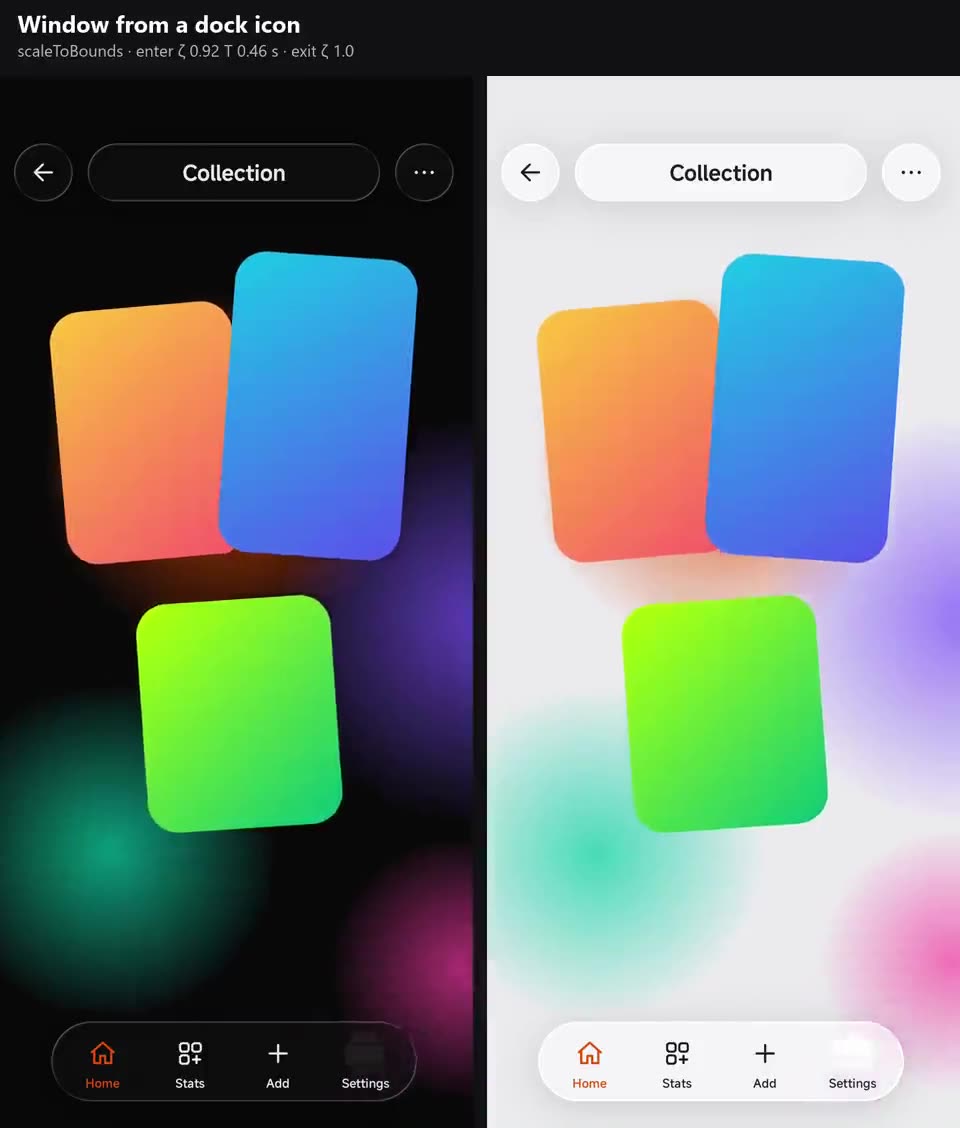 Window from a dock icon
scaleToBounds · enter ζ 0.92 T 0.46 s · exit ζ 1.0
Collection
Collection
Home Stats Add Settings
Home Stats Add Settings